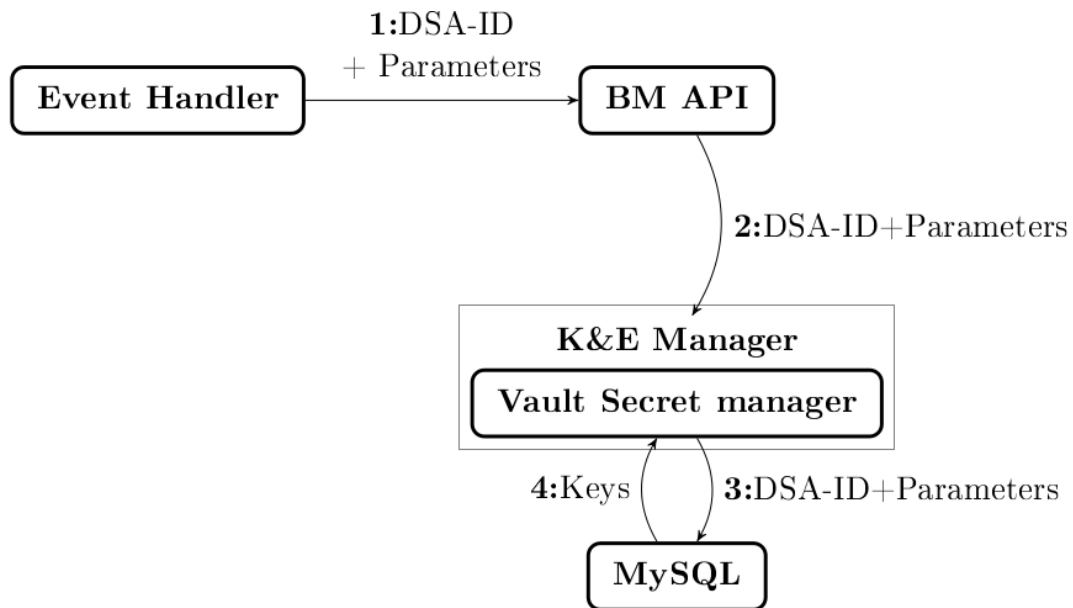 1:DSA-ID
+ Parameters
Event Handler
BM API
2:DSA-ID+Parameters
K&E Manager
Vault Secret manager
4:Keys
3:DSA-ID+Parameters
MySQL